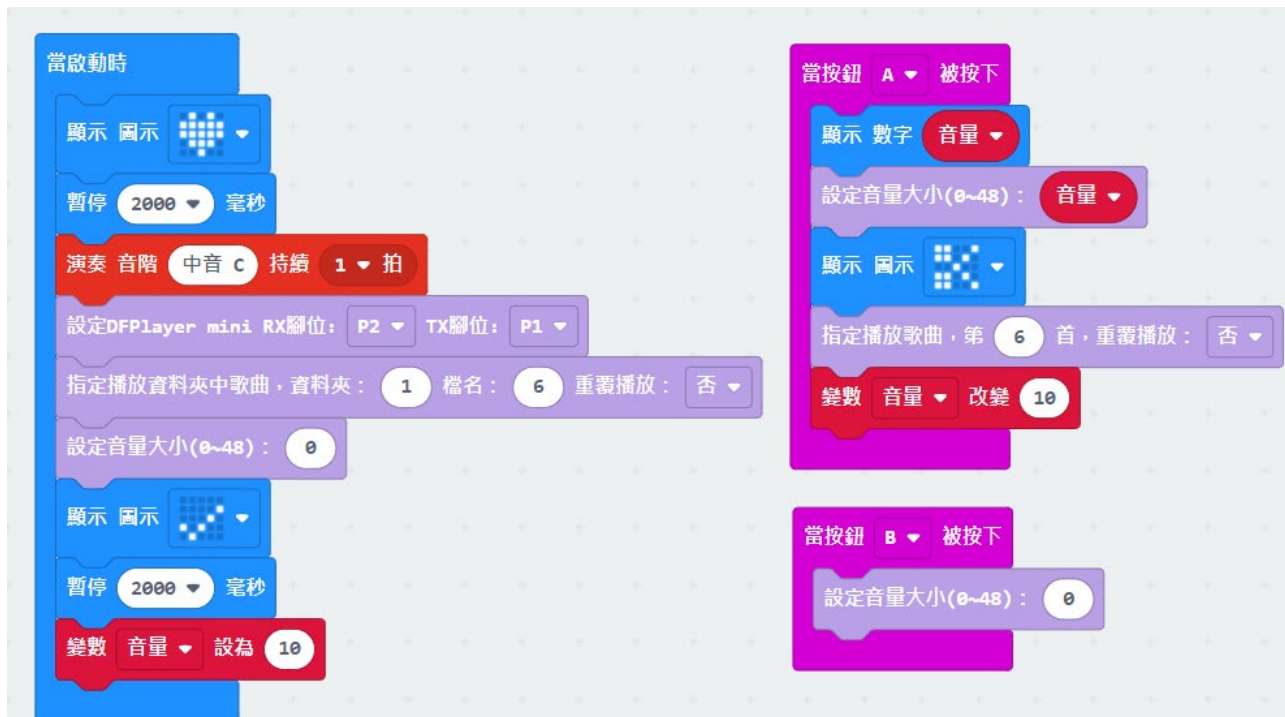 當啟動時
顯示 圖示
暫停 2000 毫秒
演奏 音階 中音 C 持續 1 拍
設定DFPlayer mini RX腳位: P2 TX腳位: P1
指定播放資料夾中歌曲，資料夾： 1 檔名： 6 重覆播放： 否
設定音量大小(0~48)： 0
顯示 圖示
暫停 2000 毫秒
變數 音量 設為 10
當按鈕 A 被按下
顯示 數字 音量
設定音量大小(0~48)： 音量
顯示 圖示
指定播放歌曲，第 6 首，重覆播放： 否
變數 音量 改變 10
當按鈕 B 被按下
設定音量大小(0~48)： 0